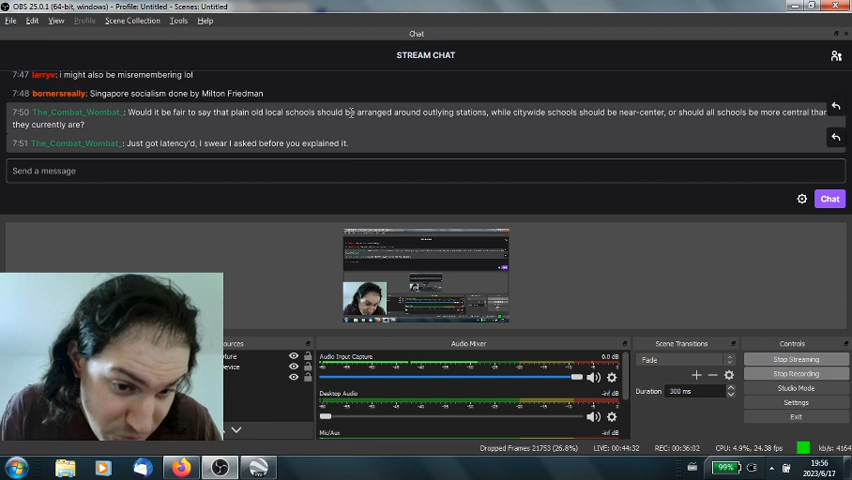 OBS 25.0.1 (64-bit, windows) - Profile: Untitled - Scenes: Untitled
File Edit View Profile Scene Collection Tools Help
Chat
STREAM CHAT
7:47 larryv: i might also be misremembering lol
7:48 bornersreally: Singapore socialism done by Milton Friedman
7:50 The_Combat_Wombat_: Would it be fair to say that plain old local schools should be arranged around outlying stations, while citywide schools should be near-center, or should all schools be more central than
they currently are?
7:51 The_Combat_Wombat_: Just got latency'd, I swear I asked before you explained it.
Send a message
Chat
Audio Mixer
Scene Transitions
Controls
Audio Input Capture 0.0 dB
Fade
Stop Streaming
Stop Recording
Desktop Audio -inf dB
Duration 300 ms
Studio Mode
Settings
Mic/Aux -inf dB
Exit
Dropped Frames 21753 (26.8%) LIVE: 00:44:32 REC: 00:36:02 CPU: 4.9%, 24.38 fps kb/s: 4164
99%
19:56
2023/6/17